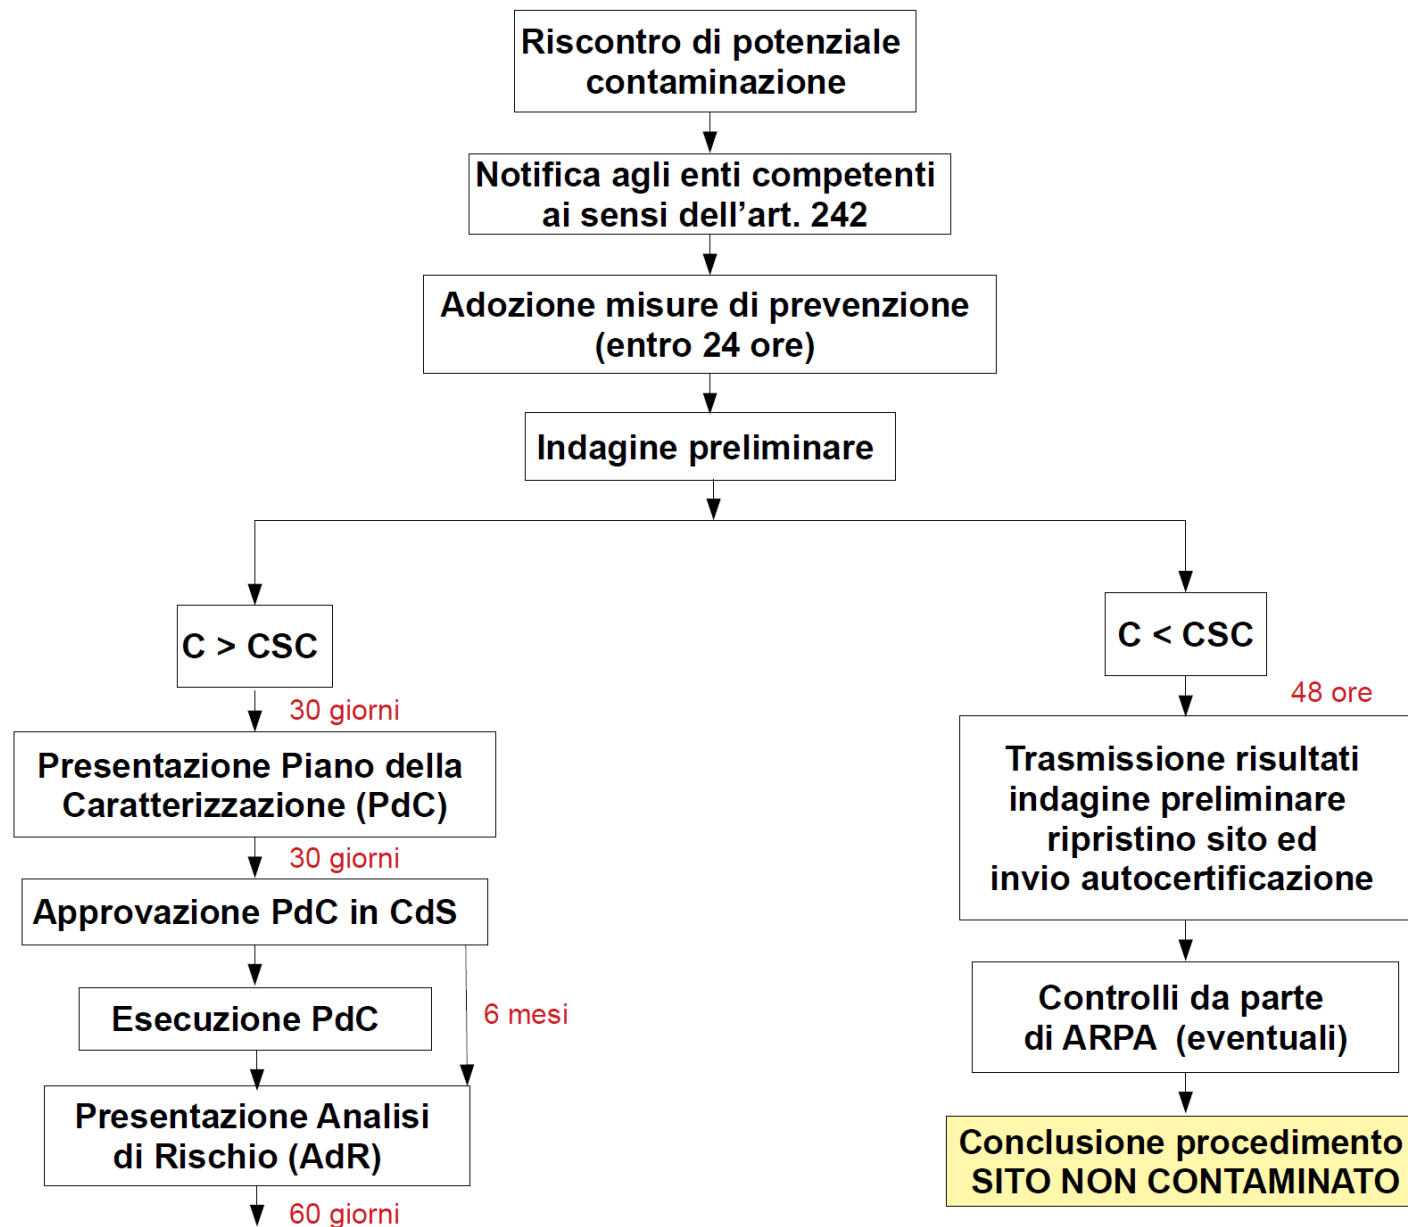 Riscontro di potenziale
contaminazione
Notifica agli enti competenti
ai sensi dell'art. 242
Adozione misure di prevenzione
(entro 24 ore)
Indagine preliminare
C > CSC
30 giorni
Presentazione Piano della
Caratterizzazione (PdC)
30 giorni
Approvazione PdC in CdS
Esecuzione PdC
6 mesi
Presentazione Analisi
di Rischio (AdR)
60 giorni
C < CSC
48 ore
Trasmissione risultati
indagine preliminare
ripristino sito ed
invio autocertificazione
Controlli da parte
di ARPA (eventuali)
Conclusione procedimento
SITO NON CONTAMINATO